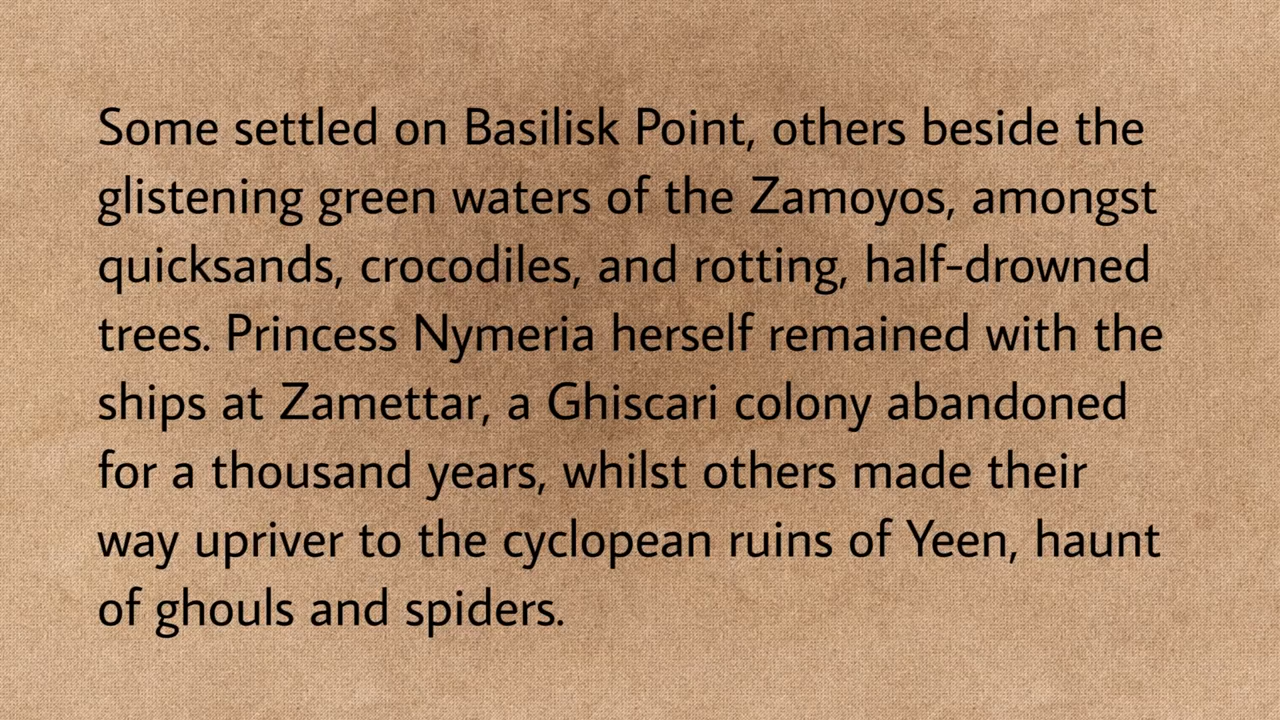 Some settled on Basilisk Point, others beside the
glistening green waters of the Zamoyos, amongst
quicksands, crocodiles, and rotting, half-drowned
trees. Princess Nymeria herself remained with the
ships at Zamettar, a Ghiscari colony abandoned
for a thousand years, whilst others made their
way upriver to the cyclopean ruins of Yeen, haunt
of ghouls and spiders.